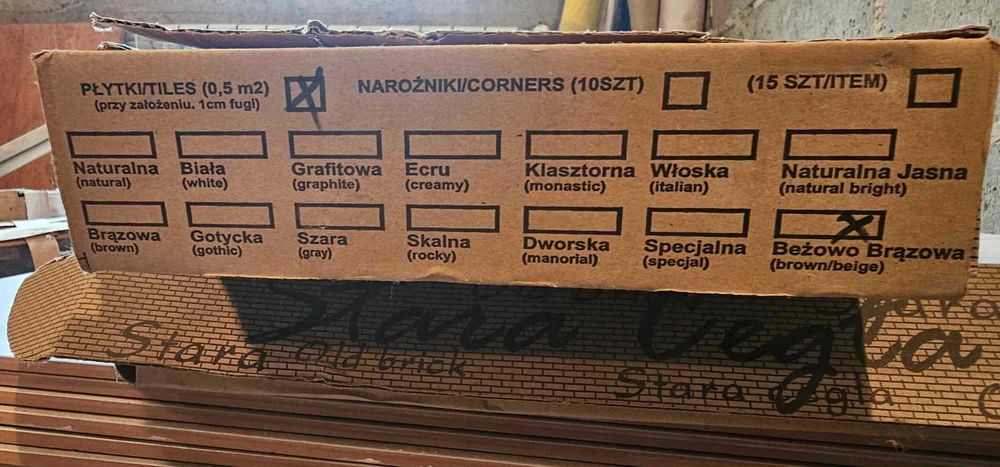 PŁYTKI/TILES (0,5 m2) NAROŻNIKI/CORNERS (10SZT) (15 SZT/ITEM)
(przy założeniu. 1cm fugi)
Naturalna Biała Grafitowa Ecru Klasztorna Włoska Naturalna Jasna
(natural) (white) (graphite) (creamy) (monastic) (italian) (natural bright)
Brązowa Gotycka Szara Skalna Dworska Specjalna Beżowo Brązowa
(brown) (gothic) (gray) (rocky) (manorial) (specjal) (brown/beige)
Stara Cegła
Stara Old brick Stara cegła